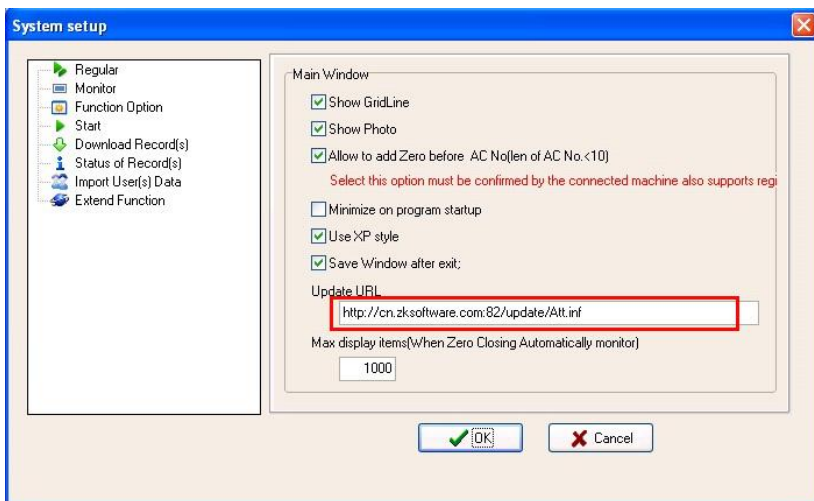 System setup
Regular
Monitor
Function Option
Start
Download Record(s)
Status of Record(s)
Import User(s) Data
Extend Function
Main Window
Show GridLine
Show Photo
Allow to add Zero before AC No(len of AC No.<10)
Select this option must be confirmed by the connected machine also supports regi
Minimize on program startup
Use XP style
Save Window after exit;
Update URL
http://cn.zksoftware.com:82/update/Att.inf
Max display items(When Zero Closing Automatically monitor)
1000
OK
Cancel